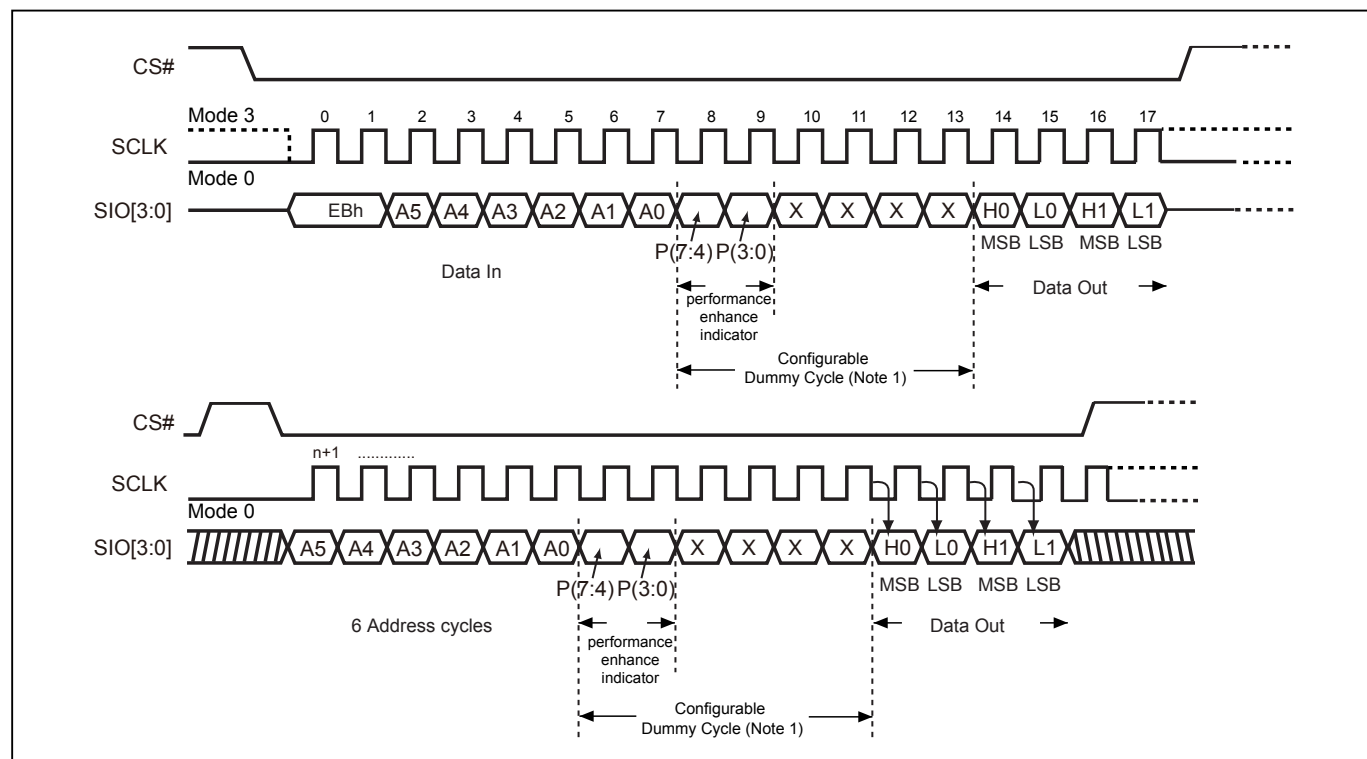 CS#
Mode 3
0 1 2 3 4 5 6 7 8 9 10 11 12 13 14 15 16 17
SCLK
Mode 0
SIO[3:0] EBh A5 A4 A3 A2 A1 A0 X X X X H0 L0 H1 L1
MSB LSB MSB LSB
P(7:4) P(3:0)
Data In
Data Out
performance
enhance
indicator
Configurable
Dummy Cycle (Note 1)
CS#
n+1 .............
SCLK
Mode 0
SIO[3:0] A5 A4 A3 A2 A1 A0 X X X X H0 L0 H1 L1
P(7:4) P(3:0)
MSB LSB MSB LSB
6 Address cycles
Data Out
performance
enhance
indicator
Configurable
Dummy Cycle (Note 1)